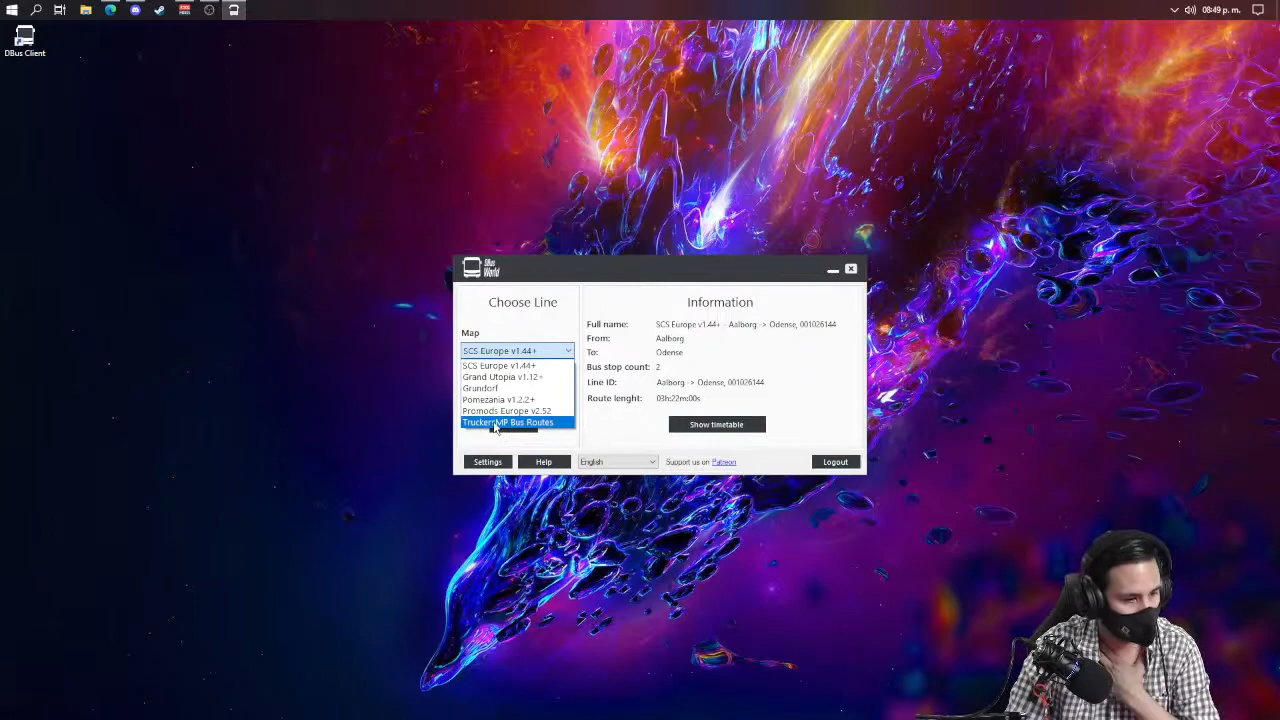 08:49 p. m.
DBus Client
DBus
World
Choose Line
Map
SCS Europe v1.44+
SCS Europe v1.44+
Grand Utopia v1.12+
Grundorf
Pomezania v1.2.2+
Promods Europe v2.52
TruckersMP Bus Routes
Information
Full name: SCS Europe v1.44+ - Aalborg -> Odense, 001026144
From: Aalborg
To: Odense
Bus stop count: 2
Line ID: Aalborg -> Odense, 001026144
Route lenght: 03h:22m:00s
Show timetable
Settings
Help
English
Support us on Patreon
Logout